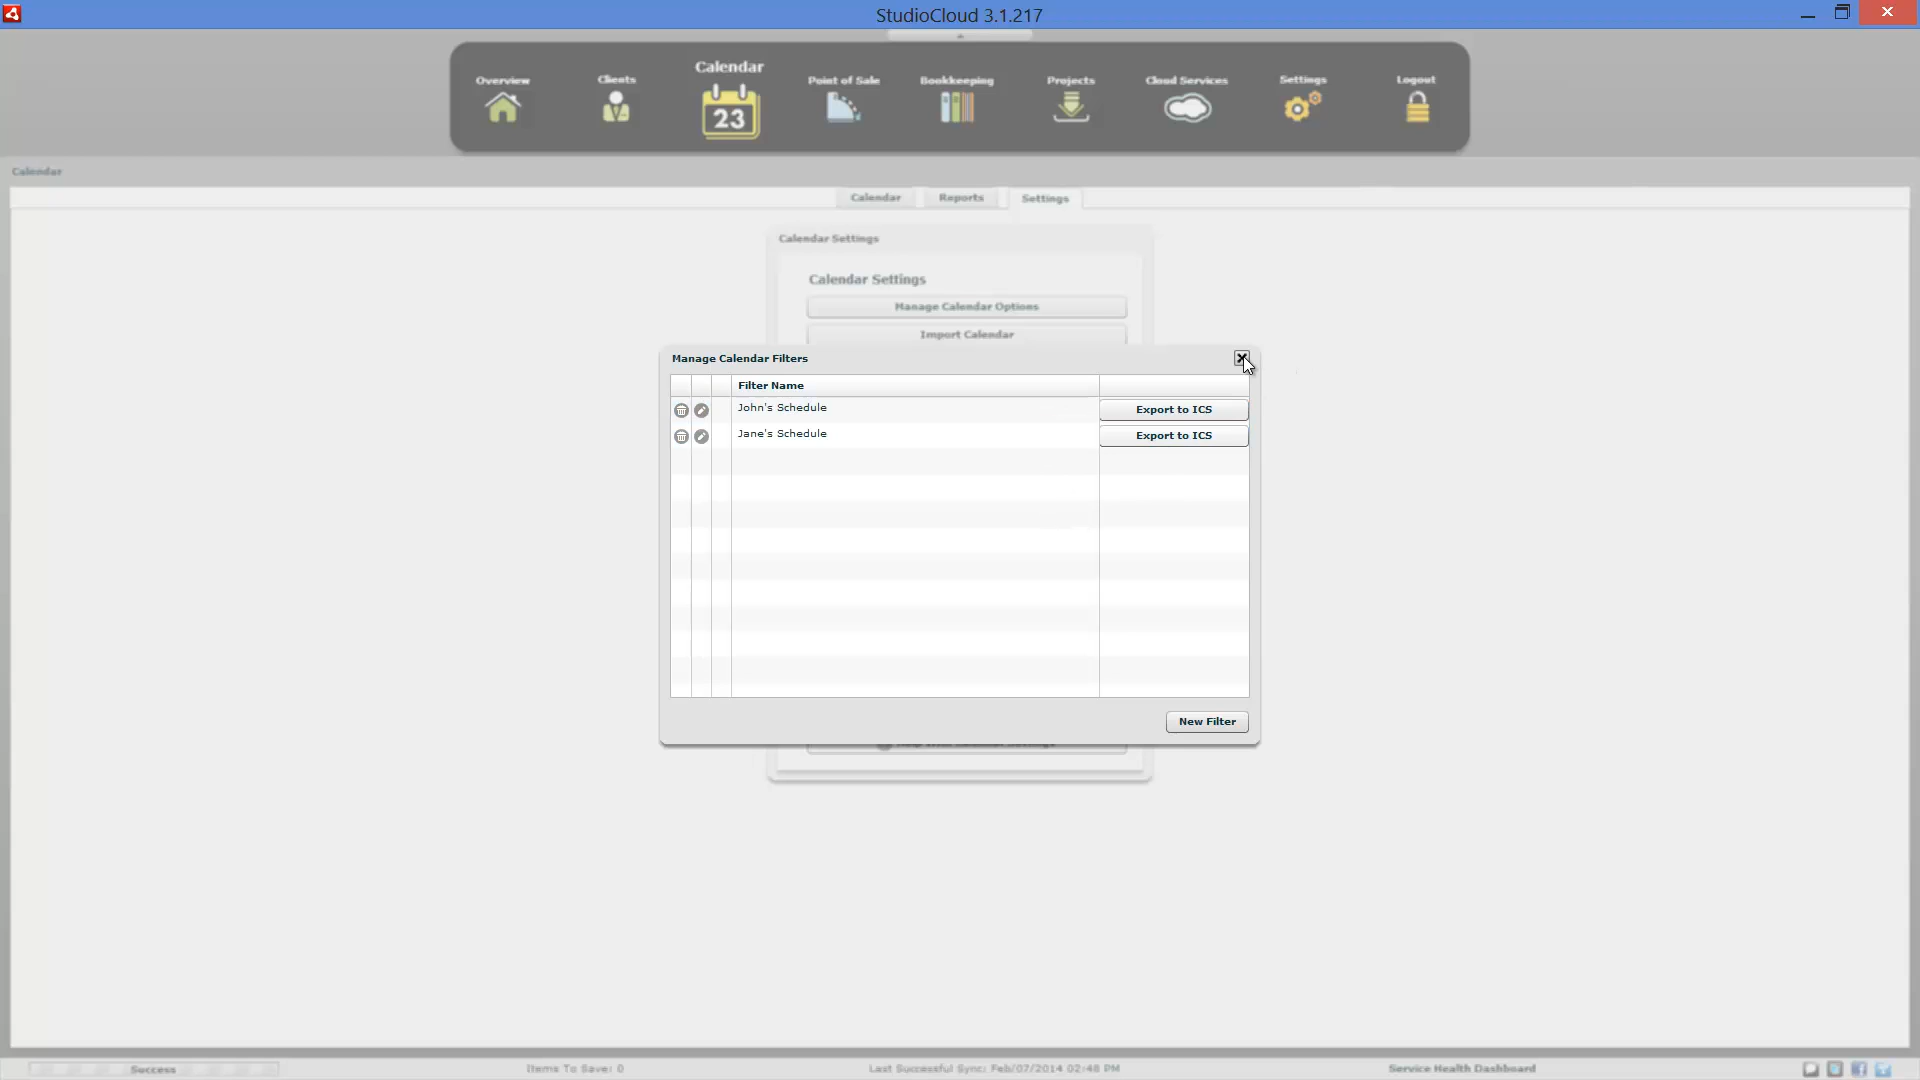 StudioCloud 3.1.217
Overview
Clients
Calendar
23
Point of Sale
Bookkeeping
Projects
Cloud Services
Settings
Logout
Calendar
Calendar
Reports
Settings
Calendar Settings
Calendar Settings
Manage Calendar Options
Import Calendar
Manage Calendar Filters
Filter Name
John's Schedule
Export to ICS
Jane's Schedule
Export to ICS
New Filter
Success
Items To Save: 0
Last Successful Sync: Feb/07/2014 02:48 PM
Service Health Dashboard